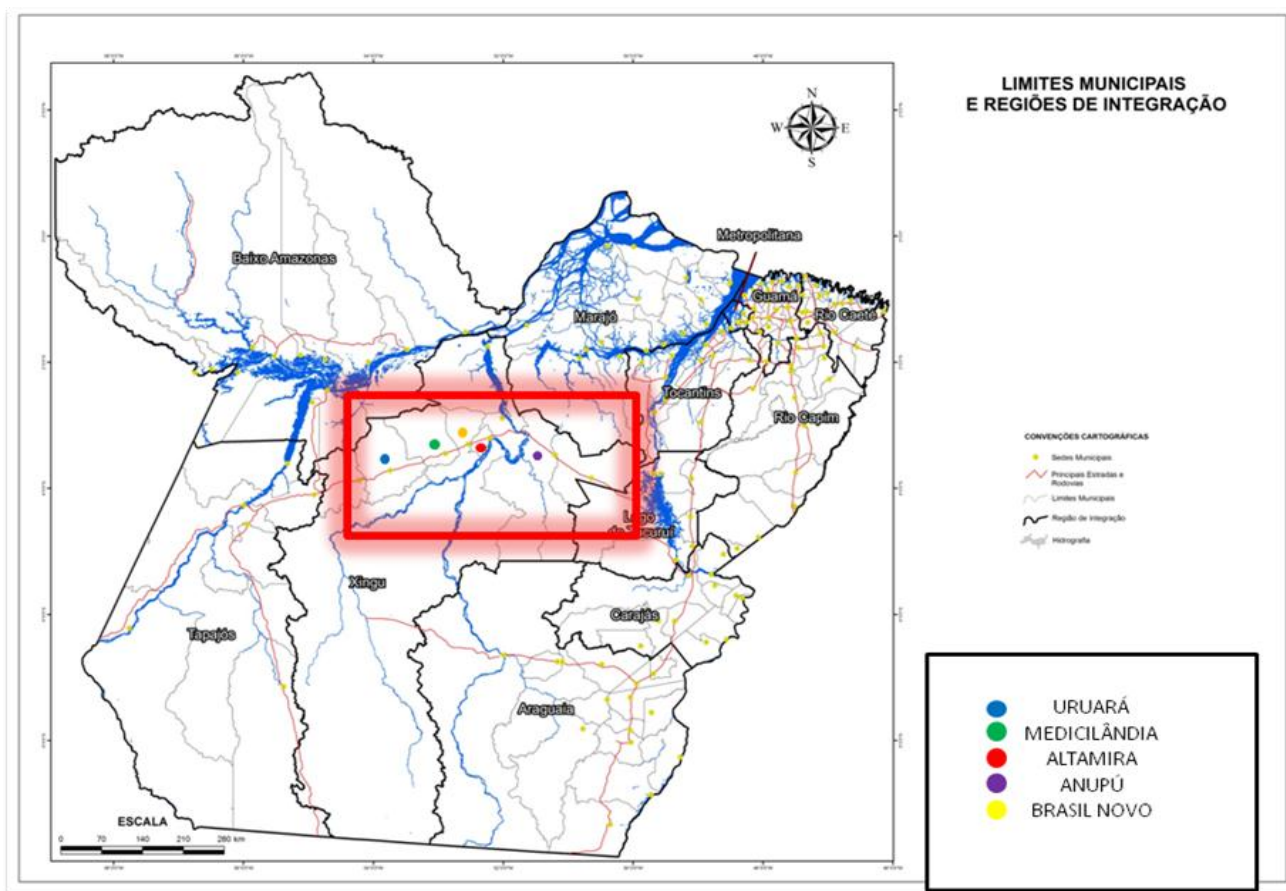 LIMITES MUNICIPAIS
E REGIÕES DE INTEGRAÇÃO
N
W
E
S
Metropolitana
Baixo Amazonas
Guamá
Marajó
Rio Caeté
Tocantins
Rio Capim
CONVENÇÕES CARTOGRÁFICAS
Sedes Municipais
Principais Estradas e
Rodovias
Limites Municipais
Região de Integração
Hidrografia
Xingu
Carajás
Tapajós
Araguaia
URUARÁ
MEDICILÂNDIA
ALTAMIRA
ANUPÚ
BRASIL NOVO
ESCALA
0 70 140 210 280 km